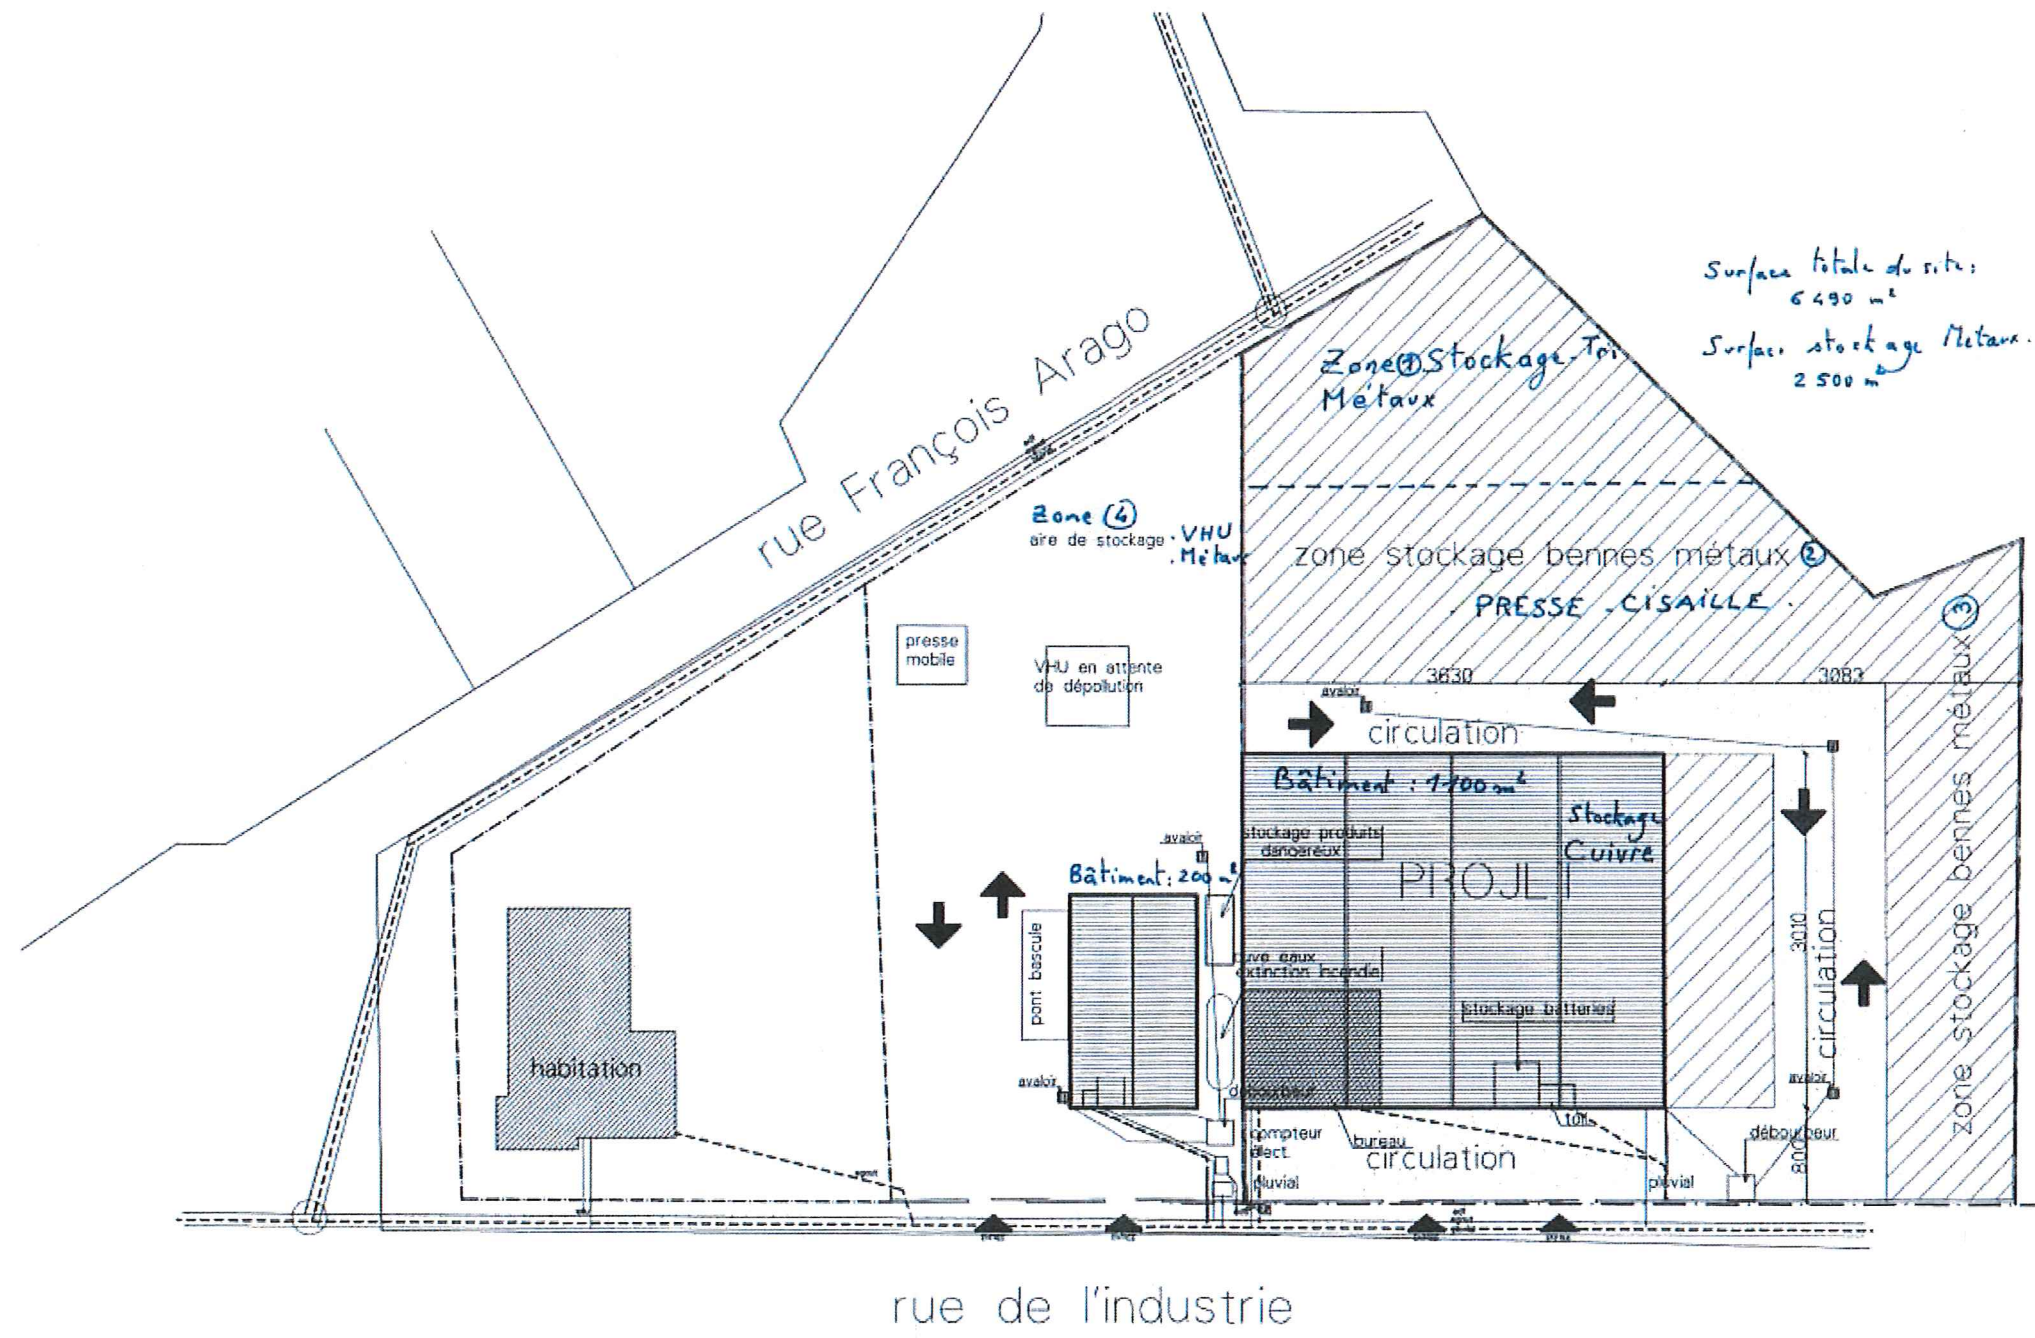 Surface totale du site:
6 490 m²
Surface stockage Métaux.
2 500 m²
rue François Arago
Zone ① Stockage-Tri
Métaux
Zone ④
aire de stockage . VHU
. Métaux
zone stockage bennes métaux ②
PRESSE . CISAILLE .
zone stockage bennes métaux ③
presse
mobile
VHU en attente
de dépollution
3630
3083
avaloir
circulation
Bâtiment : 1100 m²
Stockage
Cuivre
stockage produits
dangereux
PROJET
avaloir
Bâtiment: 200 m²
pont bascule
cuve eaux
extinction incendie
stockage batteries
3010
circulation
habitation
avaloir
débourbeur
avaloir
compteur
élect.
bureau
circulation
débourbeur
800
pluvial
pluvial
rue de l'industrie